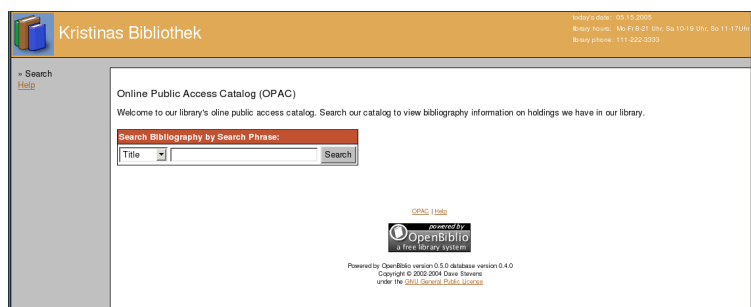 Kristinas Bibliothek
today's date: 05.15.2005
library hours: Mo-Fr 8-21 Uhr, Sa 10-19 Uhr, So 11-17Uhr
library phone: 111-222-3333
» Search
Help
Online Public Access Catalog (OPAC)
Welcome to our library's oline public access catalog. Search our catalog to view bibliography information on holdings we have in our library.
Search Bibliography by Search Phrase:
Title Search
OPAC | Help
powered by
OpenBiblio
a free library system
Powered by OpenBiblio version 0.5.0 database version 0.4.0
Copyright © 2002-2004 Dave Stevens
under the GNU General Public License